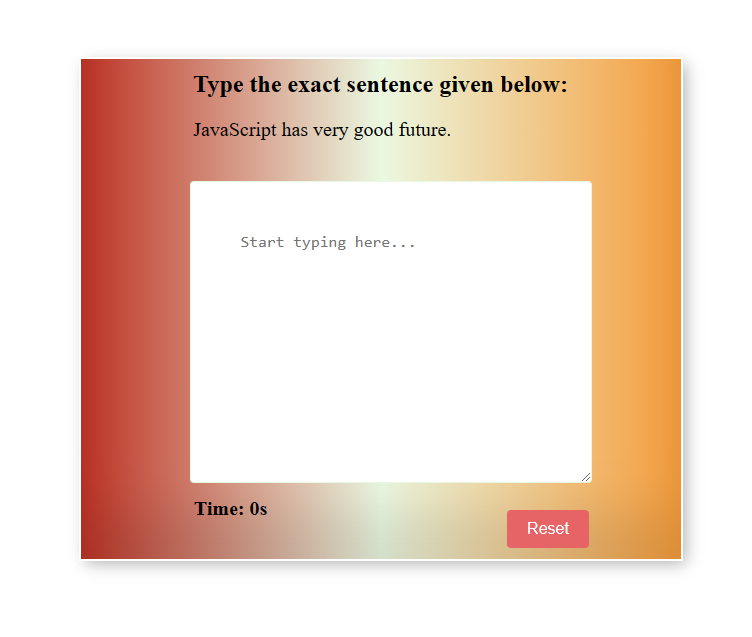 Type the exact sentence given below:
JavaScript has very good future.
Start typing here...
Time: 0s
Reset